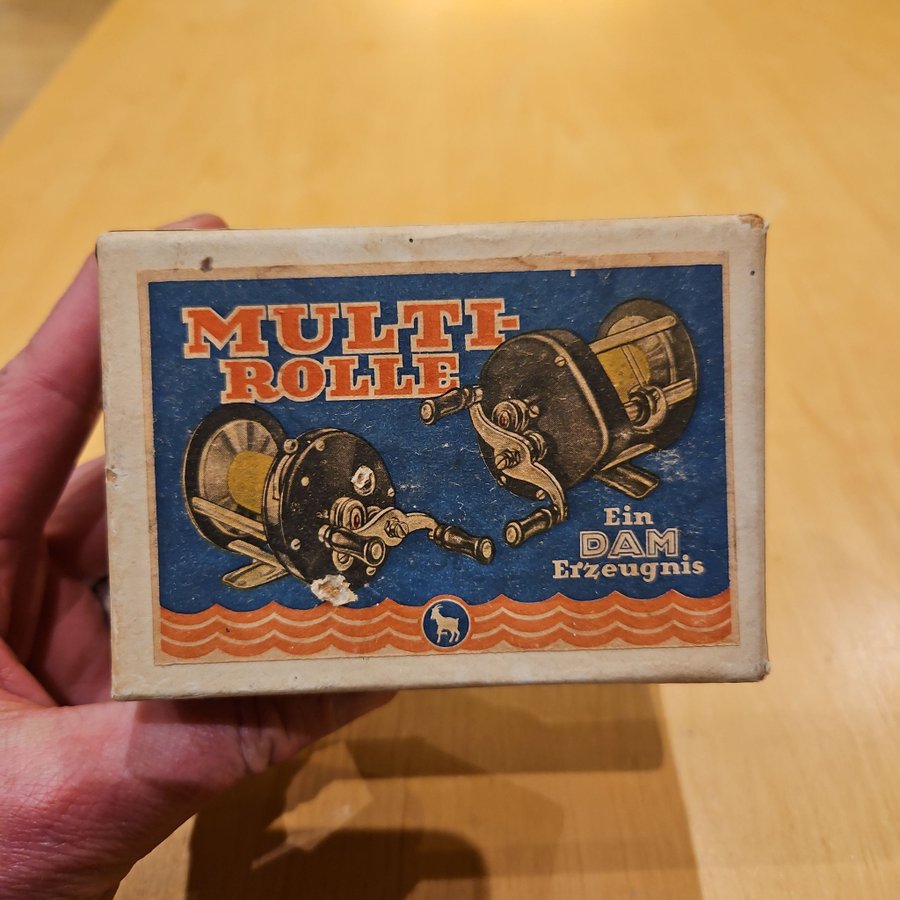 MULTI-
ROLLE
Ein
DAM
Erzeugnis